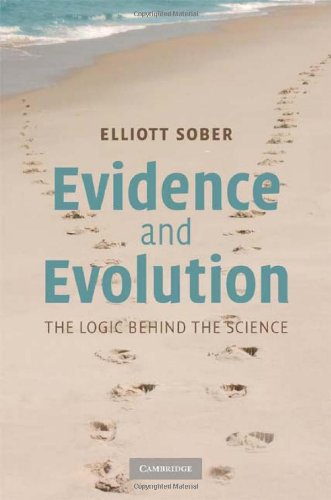 ELLIOTT SOBER
Evidence
and
Evolution
THE LOGIC BEHIND THE SCIENCE
CAMBRIDGE